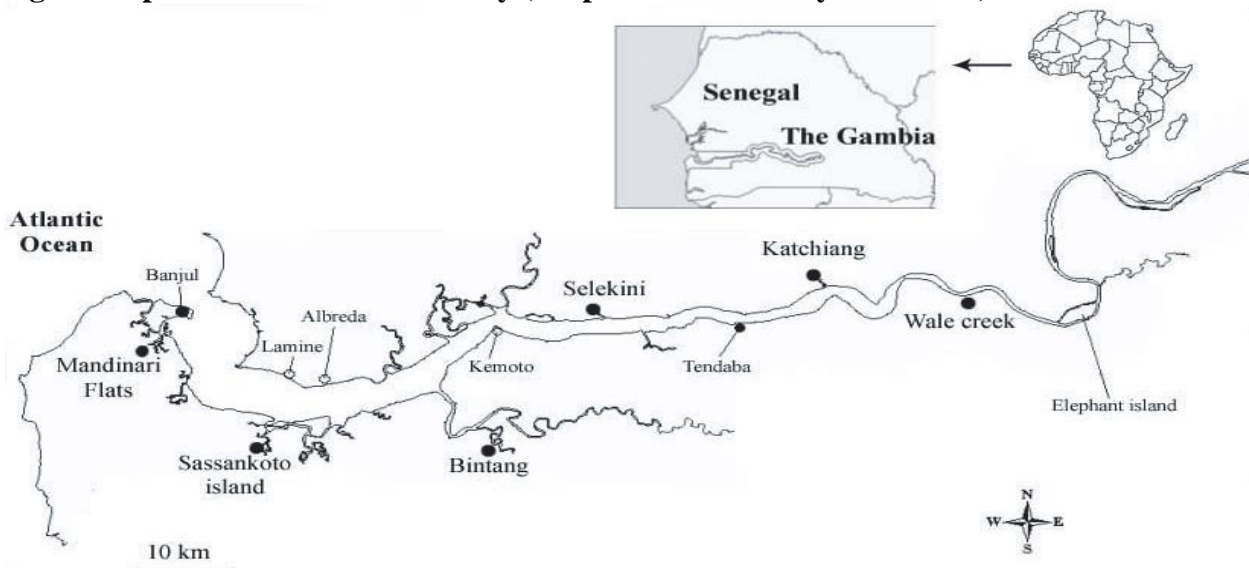 Senegal
The Gambia
Atlantic
Ocean
Banjul
Albreda
Lamine
Mandinari
Flats
Sassankoto
island
Kemoto
Bintang
Selekini
Tendaba
Katchiang
Wale creek
Elephant island
N
W
E
S
10 km